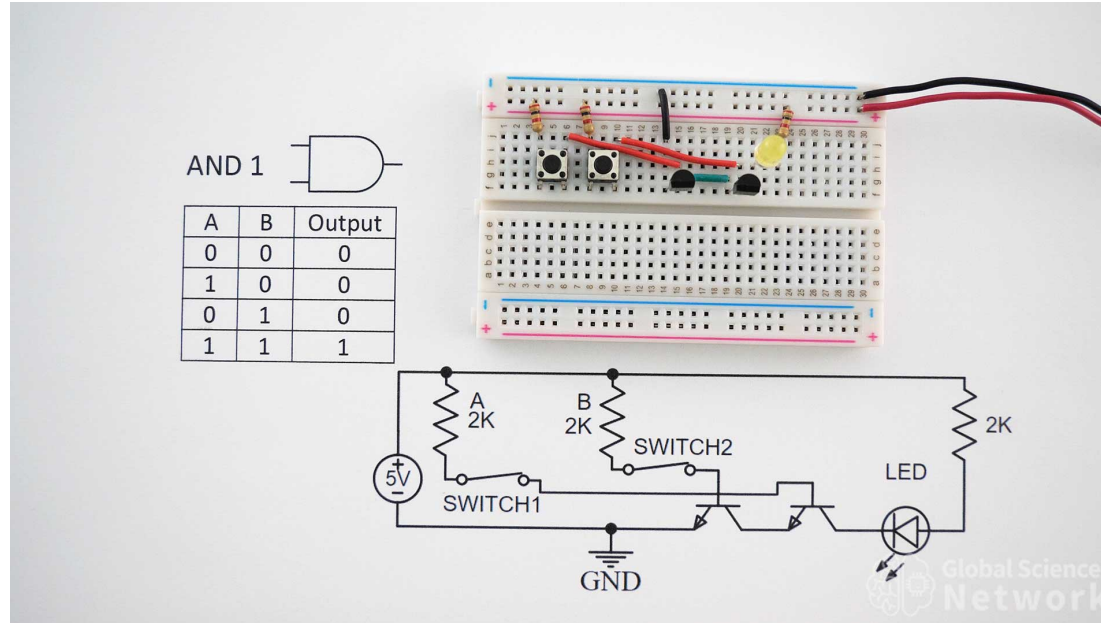 AND 1
A B Output
0 0 0
1 0 0
0 1 0
1 1 1
A
2K
B
2K
SWITCH2
2K
5V
SWITCH1
LED
GND
Global Science
Network